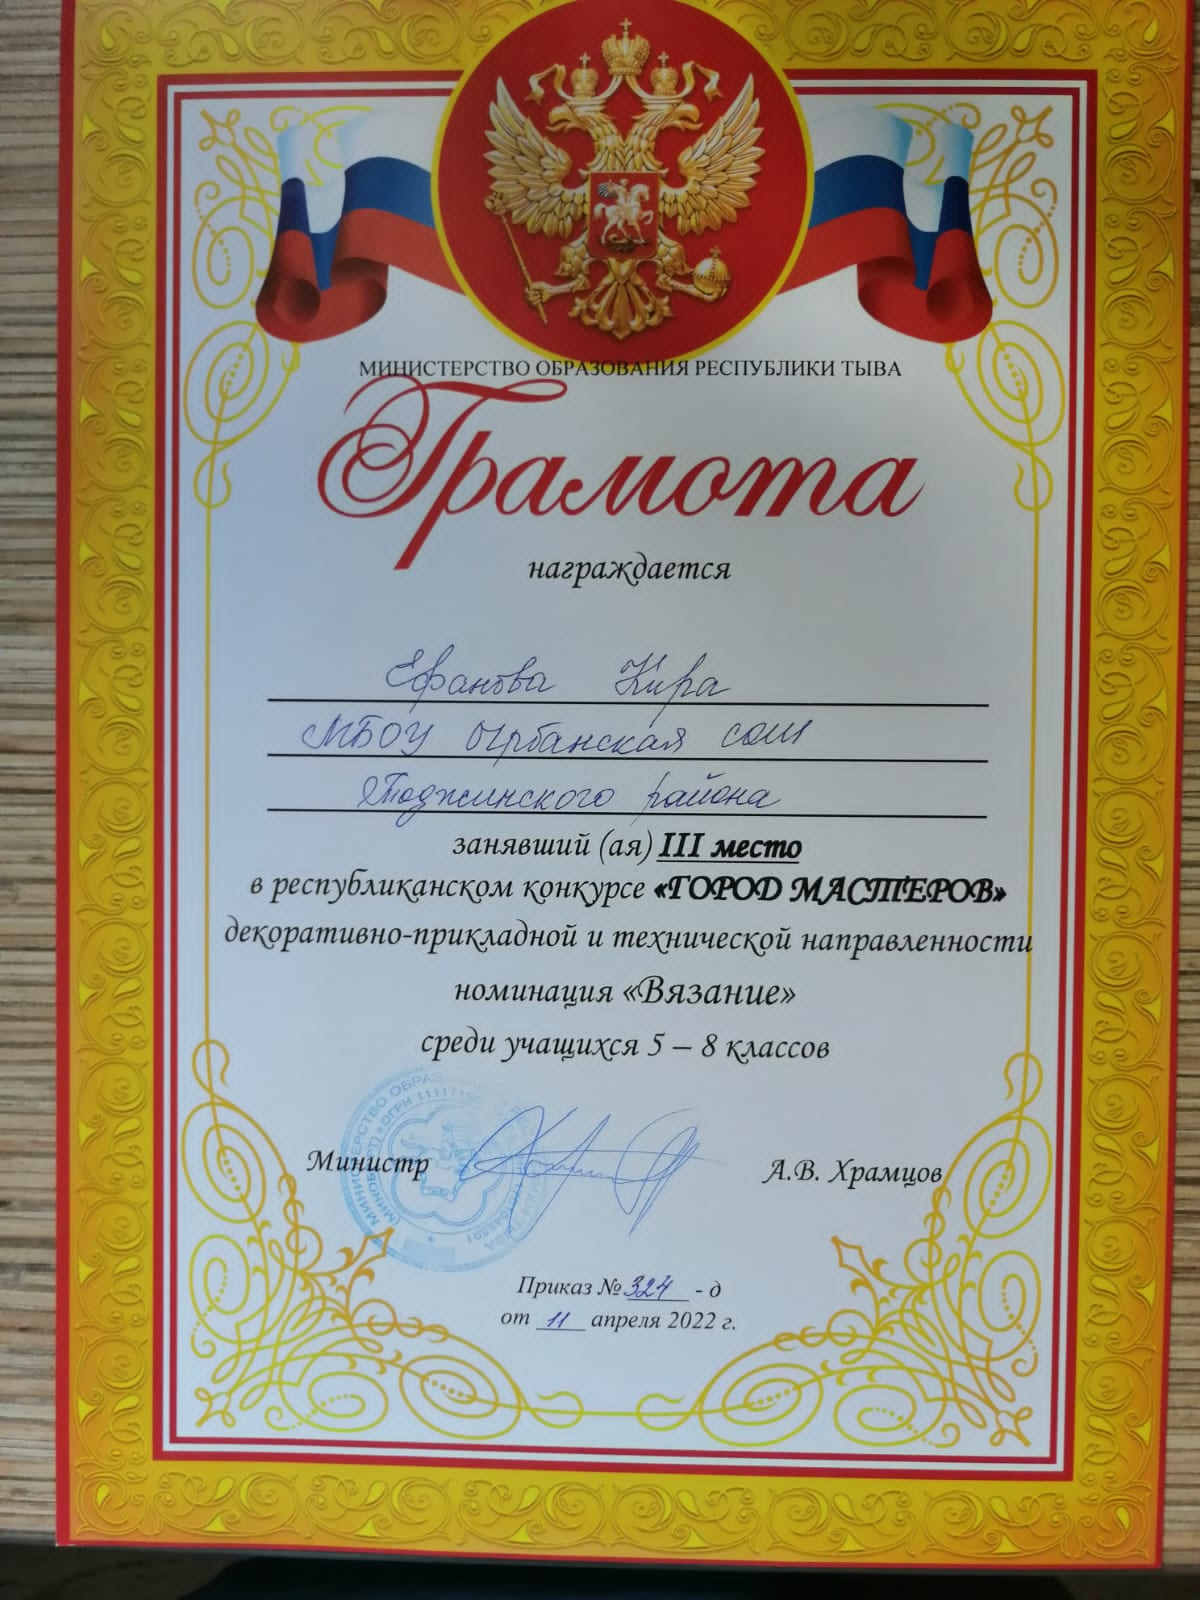 МИНИСТЕРСТВО ОБРАЗОВАНИЯ РЕСПУБЛИКИ ТЫВА
Грамота
награждается
Ефанова Кира
МБОУ Ырбанская сош
Тоджинского района
занявший (ая) III место
в республиканском конкурсе «ГОРОД МАСТЕРОВ»
декоративно-прикладной и технической направленности
номинация «Вязание»
среди учащихся 5 – 8 классов
Министр
А.В. Храмцов
Приказ № 324 - д
от 11 апреля 2022 г.